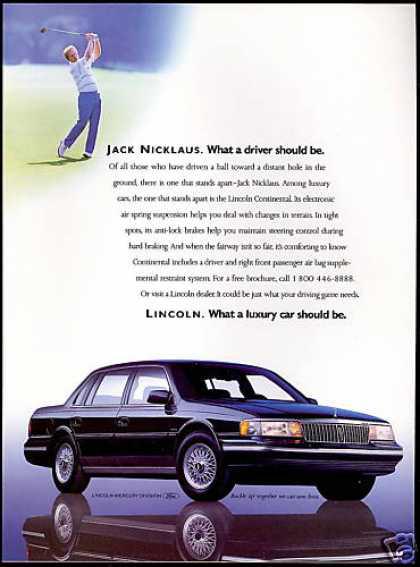 JACK NICKLAUS. What a driver should be.
Of all those who have driven a ball toward a distant hole in the
ground, there is one that stands apart–Jack Nicklaus. Among luxury
cars, the one that stands apart is the Lincoln Continental. Its electronic
air spring suspension helps you deal with changes in terrain. In tight
spots, its anti-lock brakes help you maintain steering control during
hard braking. And when the fairway isn't so fair, it's comforting to know
Continental includes a driver and right front passenger air bag supple-
mental restraint system. For a free brochure, call 1 800 446-8888.
Or visit a Lincoln dealer. It could be just what your driving game needs.
LINCOLN. What a luxury car should be.
LINCOLN-MERCURY DIVISION Ford Buckle up–together we can save lives.